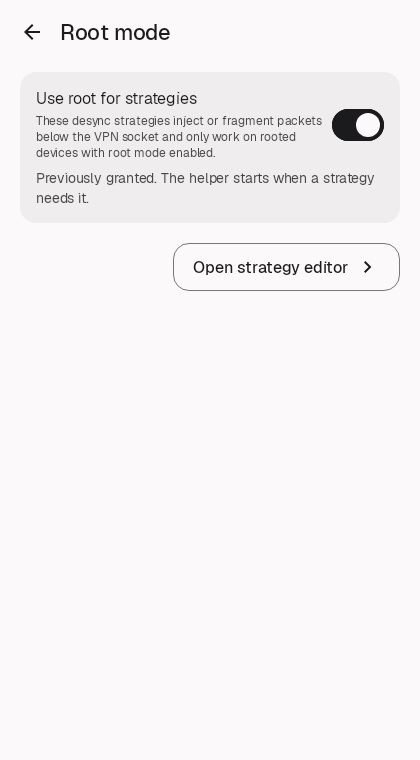 Root mode
Use root for strategies
These desync strategies inject or fragment packets
below the VPN socket and only work on rooted
devices with root mode enabled.
Previously granted. The helper starts when a strategy
needs it.
Open strategy editor